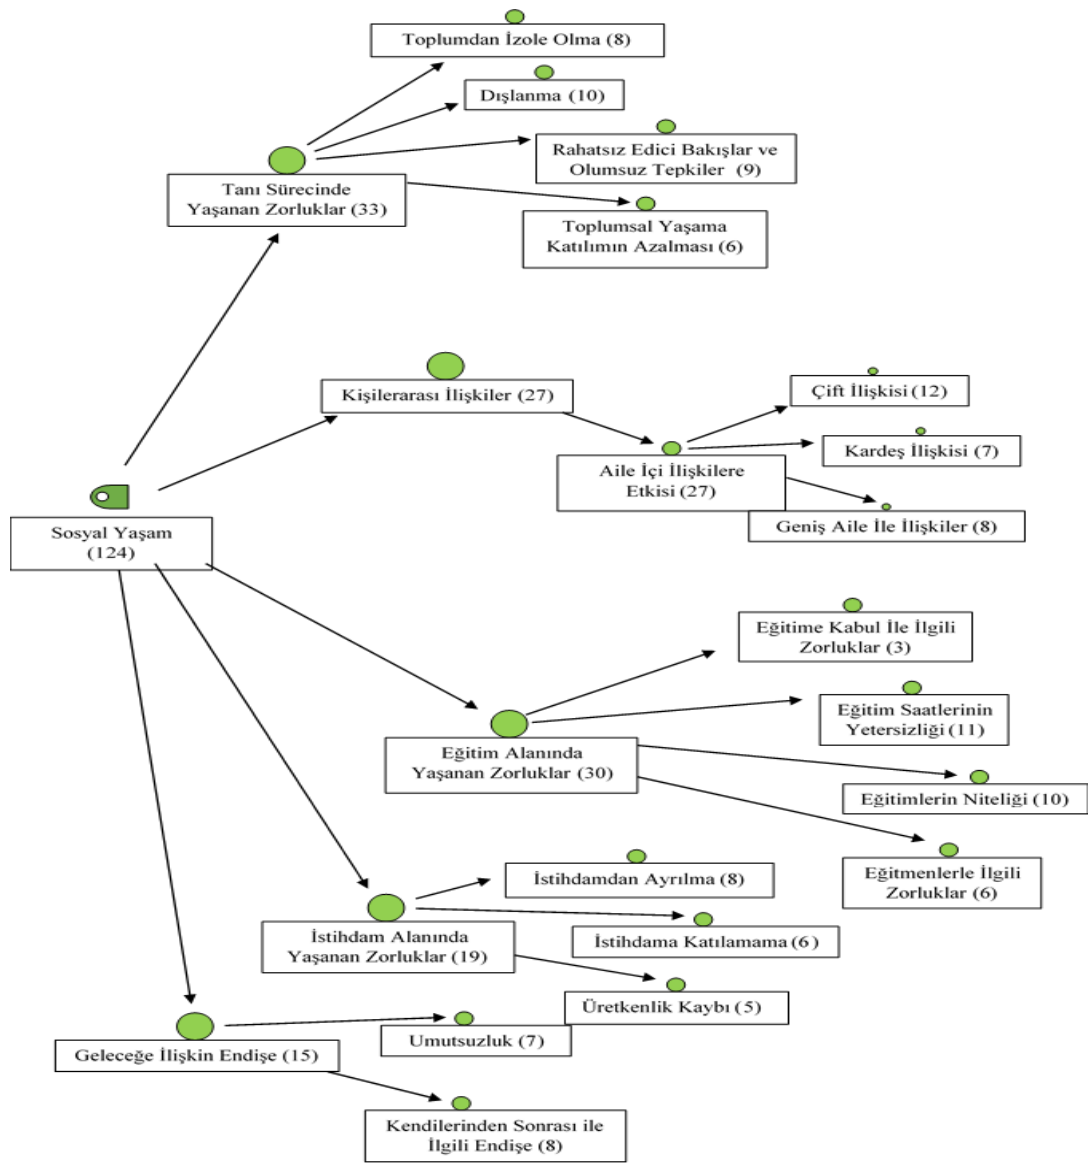 Toplumdan İzole Olma (8)
Dışlanma (10)
Rahatsız Edici Bakışlar ve
Olumsuz Tepkiler (9)
Tanı Sürecinde
Yaşanan Zorluklar (33)
Toplumsal Yaşama
Katılımın Azalması (6)
Kişilerarası İlişkiler (27)
Çift İlişkisi (12)
Kardeş İlişkisi (7)
Aile İçi İlişkilere
Etkisi (27)
Geniş Aile İle İlişkiler (8)
Sosyal Yaşam
(124)
Eğitime Kabul İle İlgili
Zorluklar (3)
Eğitim Saatlerinin
Yetersizliği (11)
Eğitim Alanında
Yaşanan Zorluklar (30)
Eğitimlerin Niteliği (10)
Eğitmenlerle İlgili
Zorluklar (6)
İstihdamdan Ayrılma (8)
İstihdam Alanında
Yaşanan Zorluklar (19)
İstihdama Katılamama (6)
Üretkenlik Kaybı (5)
Umutsuzluk (7)
Geleceğe İlişkin Endişe (15)
Kendilerinden Sonrası ile
İlgili Endişe (8)